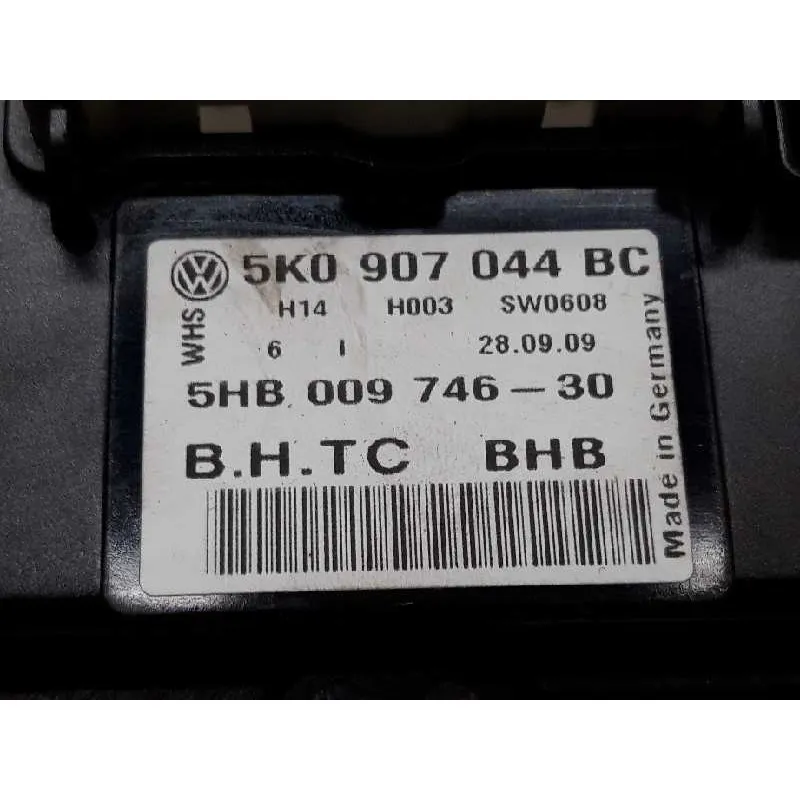 5K0 907 044 BC
H14 H003 SW0608
WHS
6 I 28.09.09
5HB 009 746-30
B.H.TC BHB
Made in Germany